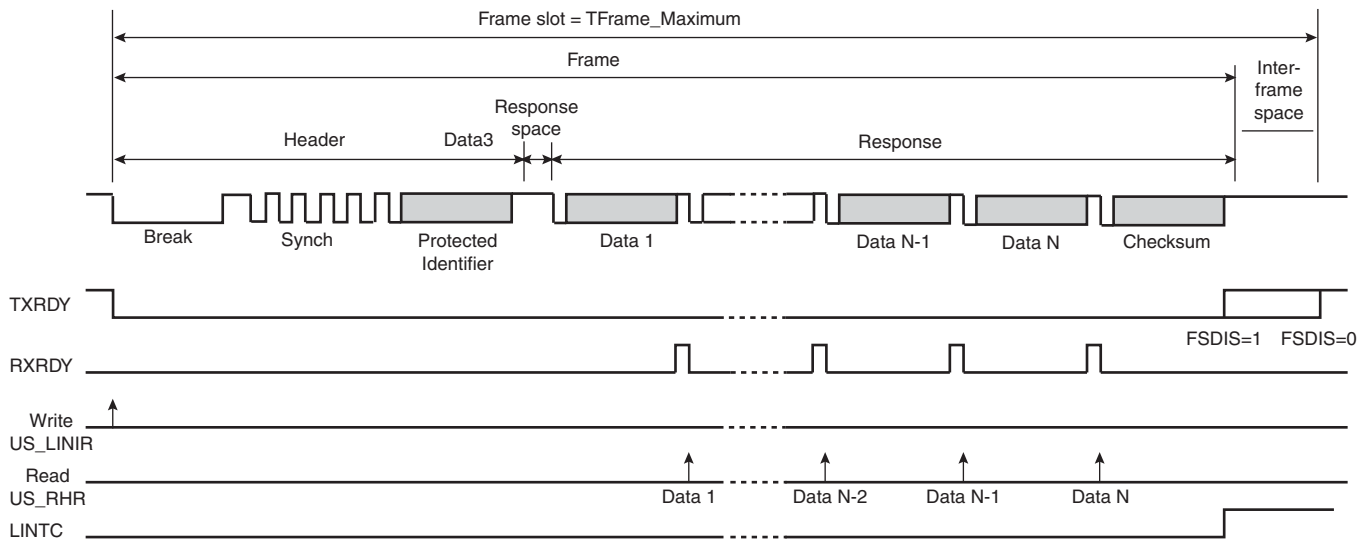 Frame slot = TFrame_Maximum
Frame
Inter-
frame
space
Response
space
Header
Data3
Response
Break
Synch
Protected
Identifier
Data 1
Data N-1
Data N
Checksum
TXRDY
FSDIS=1
FSDIS=0
RXRDY
Write
US_LINIR
Read
US_RHR
Data 1
Data N-2
Data N-1
Data N
LINTC